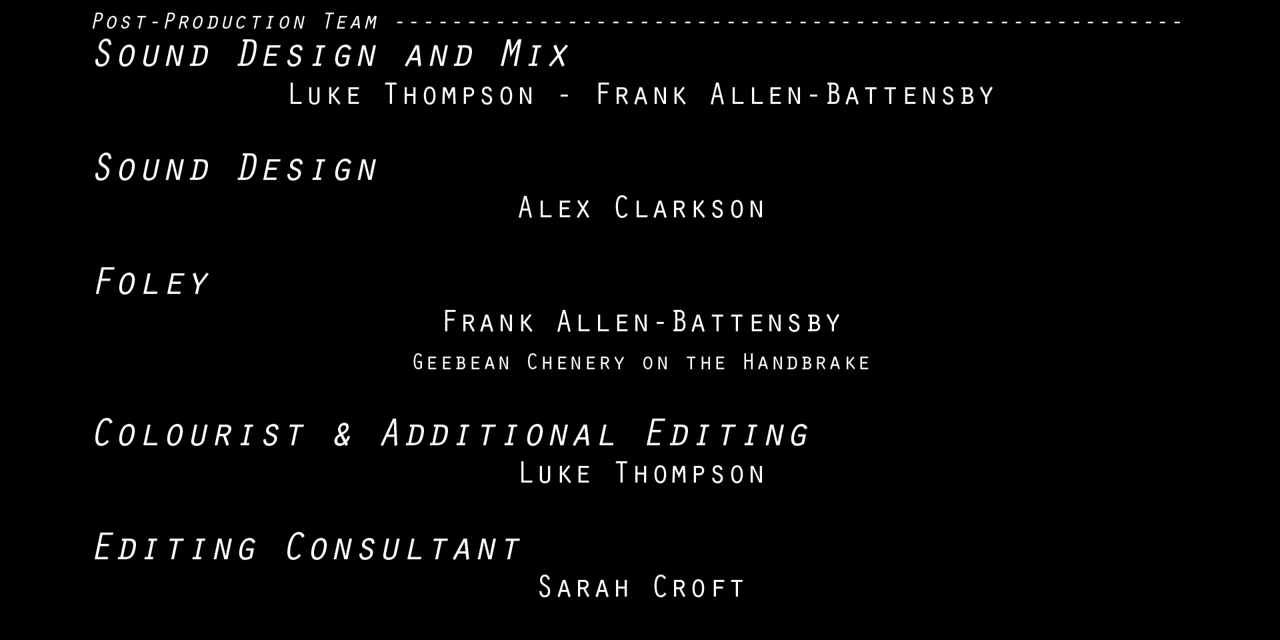 Post-Production Team -------------------------------------------------------
Sound Design and Mix
Luke Thompson - Frank Allen-Battensby
Sound Design
Alex Clarkson
Foley
Frank Allen-Battensby
Geebean Chenery on the Handbrake
Colourist & Additional Editing
Luke Thompson
Editing Consultant
Sarah Croft